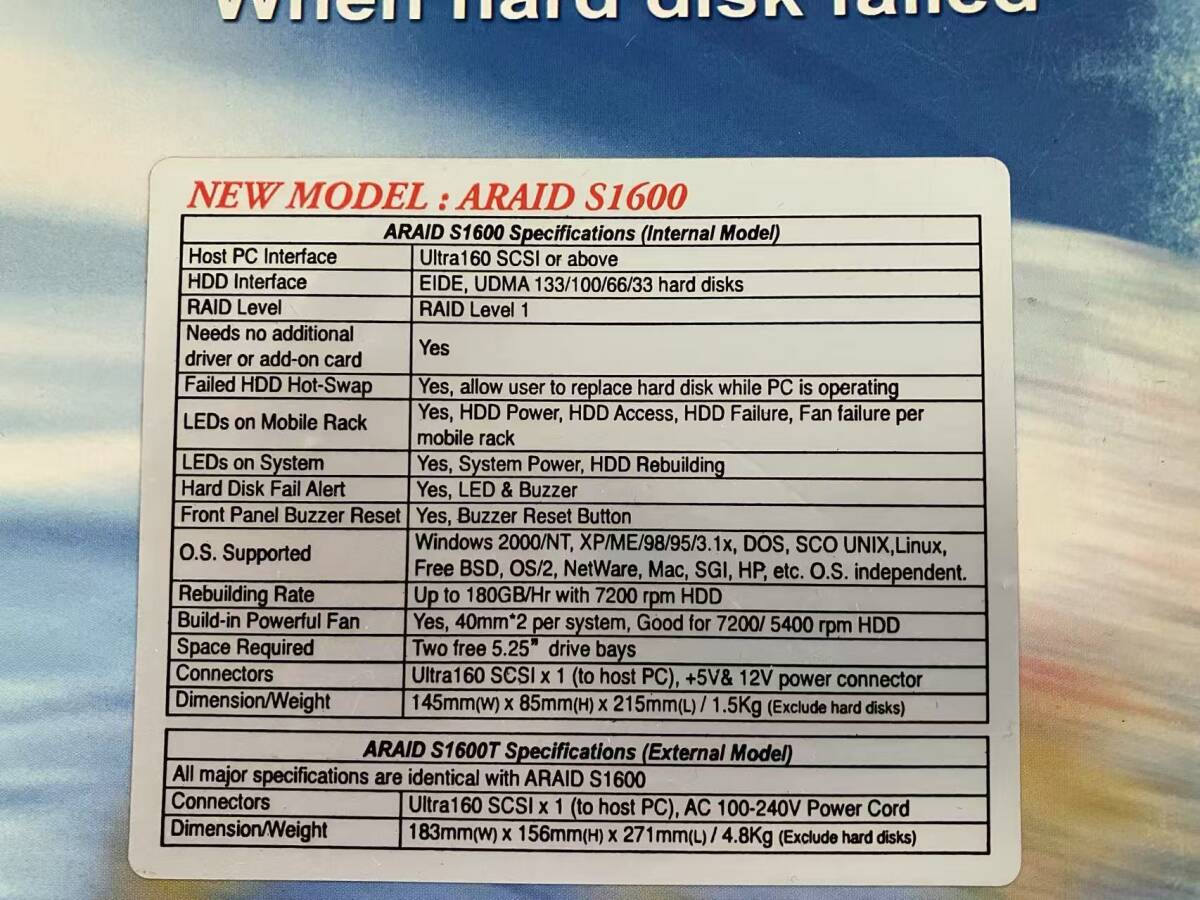 When hard disk failed
NEW MODEL : ARAID S1600
ARAID S1600 Specifications (Internal Model)
Host PC Interface Ultra160 SCSI or above
HDD Interface EIDE, UDMA 133/100/66/33 hard disks
RAID Level RAID Level 1
Needs no additional
driver or add-on card Yes
Failed HDD Hot-Swap Yes, allow user to replace hard disk while PC is operating
LEDs on Mobile Rack Yes, HDD Power, HDD Access, HDD Failure, Fan failure per
mobile rack
LEDs on System Yes, System Power, HDD Rebuilding
Hard Disk Fail Alert Yes, LED & Buzzer
Front Panel Buzzer Reset Yes, Buzzer Reset Button
O.S. Supported Windows 2000/NT, XP/ME/98/95/3.1x, DOS, SCO UNIX,Linux,
Free BSD, OS/2, NetWare, Mac, SGI, HP, etc. O.S. independent.
Rebuilding Rate Up to 180GB/Hr with 7200 rpm HDD
Build-in Powerful Fan Yes, 40mm*2 per system, Good for 7200/ 5400 rpm HDD
Space Required Two free 5.25" drive bays
Connectors Ultra160 SCSI x 1 (to host PC), +5V& 12V power connector
Dimension/Weight 145mm(W) x 85mm(H) x 215mm(L) / 1.5Kg (Exclude hard disks)
ARAID S1600T Specifications (External Model)
All major specifications are identical with ARAID S1600
Connectors Ultra160 SCSI x 1 (to host PC), AC 100-240V Power Cord
Dimension/Weight 183mm(W) x 156mm(H) x 271mm(L) / 4.8Kg (Exclude hard disks)